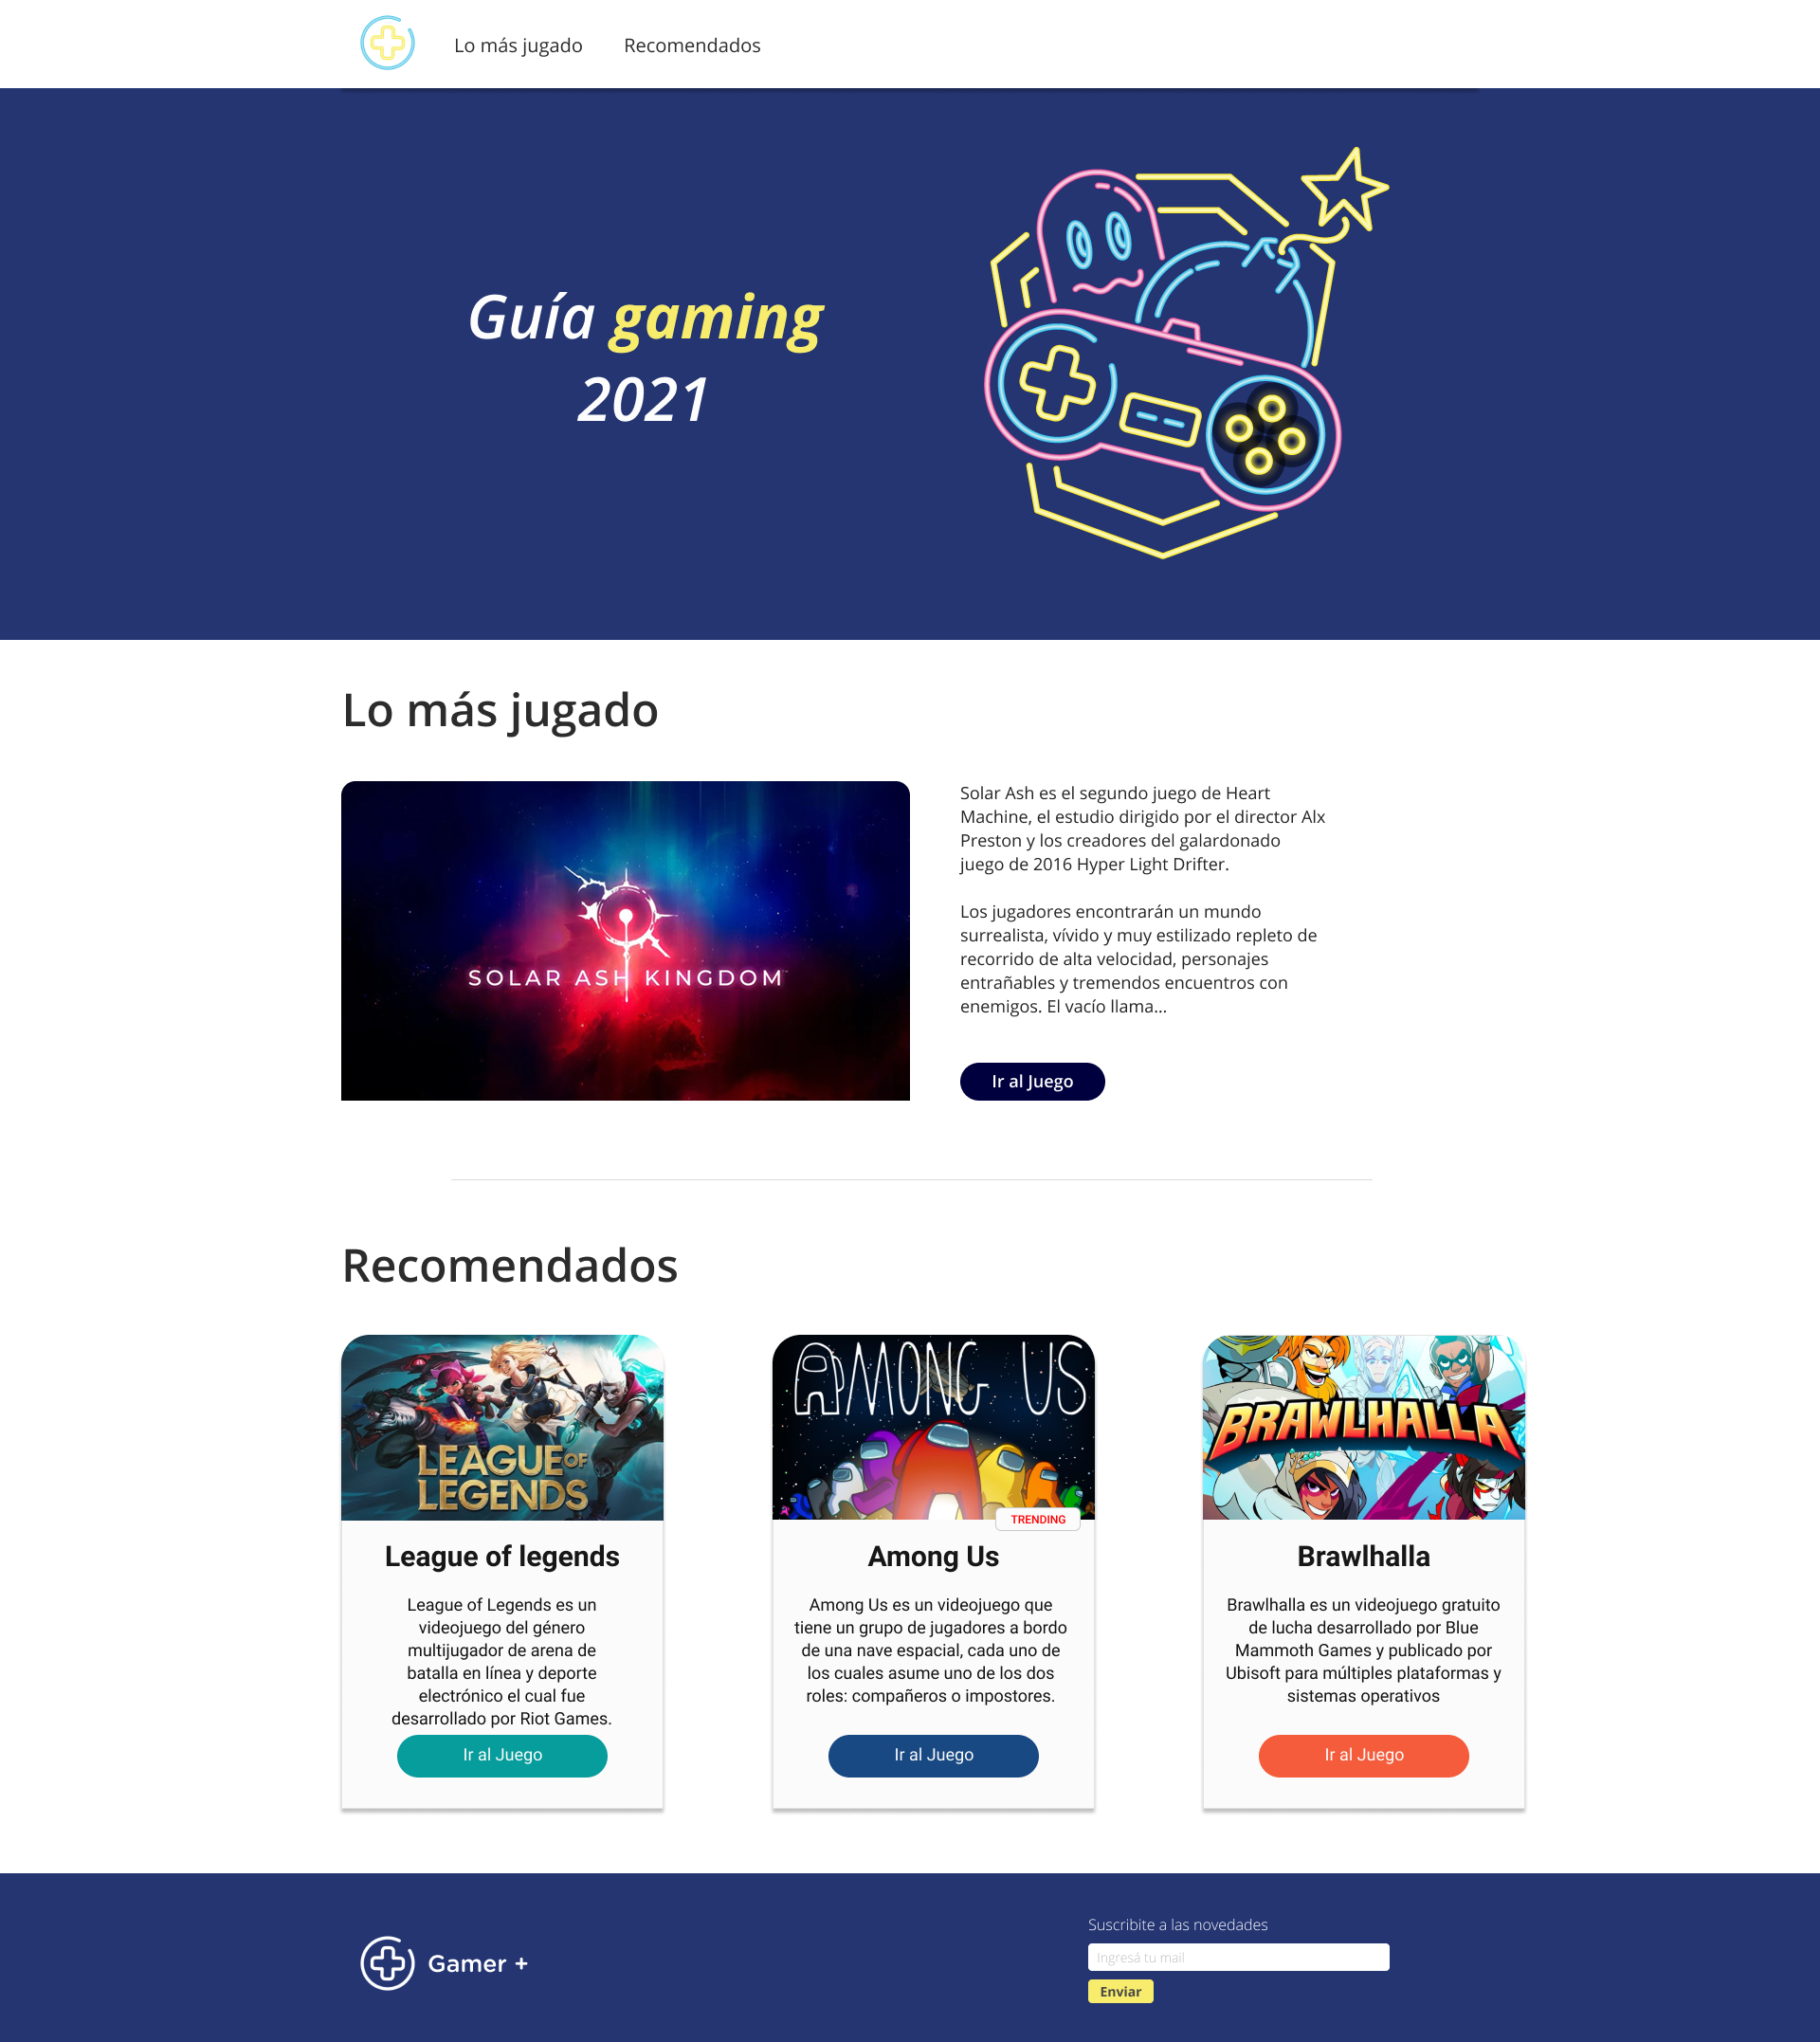 Lo más jugado
Recomendados
Guía gaming
2021
Lo más jugado
SOLAR ASH KINGDOM
Solar Ash es el segundo juego de Heart
Machine, el estudio dirigido por el director Alx
Preston y los creadores del galardonado
juego de 2016 Hyper Light Drifter.
Los jugadores encontrarán un mundo
surrealista, vívido y muy estilizado repleto de
recorrido de alta velocidad, personajes
entrañables y tremendos encuentros con
enemigos. El vacío llama...
Ir al Juego
Recomendados
LEAGUE OF
LEGENDS
League of legends
League of Legends es un
videojuego del género
multijugador de arena de
batalla en línea y deporte
electrónico el cual fue
desarrollado por Riot Games.
Ir al Juego
AMONG US
TRENDING
Among Us
Among Us es un videojuego que
tiene un grupo de jugadores a bordo
de una nave espacial, cada uno de
los cuales asume uno de los dos
roles: compañeros o impostores.
Ir al Juego
BRAWLHALLA
Brawlhalla
Brawlhalla es un videojuego gratuito
de lucha desarrollado por Blue
Mammoth Games y publicado por
Ubisoft para múltiples plataformas y
sistemas operativos
Ir al Juego
Gamer +
Suscribite a las novedades
Ingresá tu mail
Enviar